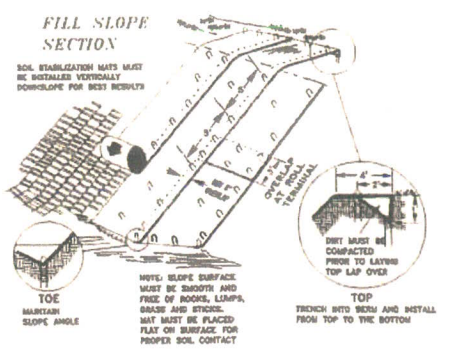 FILL SLOPE
SECTION
SOIL STABILIZATION MATS MUST
BE INSTALLED VERTICALLY
DOWNSLOPE FOR BEST RESULTS
OVERLAP
AT ROLL
TERMINAL
4'
2'
DIRT MUST BE
COMPACTED
PRIOR TO LAYING
TOP LAP OVER
TOE
MAINTAIN
SLOPE ANGLE
NOTE: SLOPE SURFACE
MUST BE SMOOTH AND
FREE OF ROCKS, LUMPS,
GRASS AND STICKS.
MAT MUST BE PLACED
FLAT ON SURFACE FOR
PROPER SOIL CONTACT
TOP
TRENCH INTO BERM AND INSTALL
FROM TOP TO THE BOTTOM